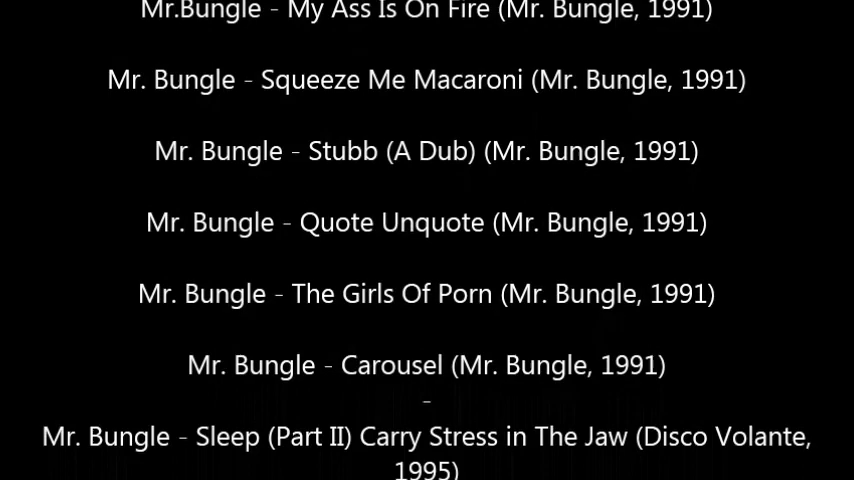 Mr.Bungle - My Ass Is On Fire (Mr. Bungle, 1991)
Mr. Bungle - Squeeze Me Macaroni (Mr. Bungle, 1991)
Mr. Bungle - Stubb (A Dub) (Mr. Bungle, 1991)
Mr. Bungle - Quote Unquote (Mr. Bungle, 1991)
Mr. Bungle - The Girls Of Porn (Mr. Bungle, 1991)
Mr. Bungle - Carousel (Mr. Bungle, 1991)
-
Mr. Bungle - Sleep (Part II) Carry Stress in The Jaw (Disco Volante,
1995)